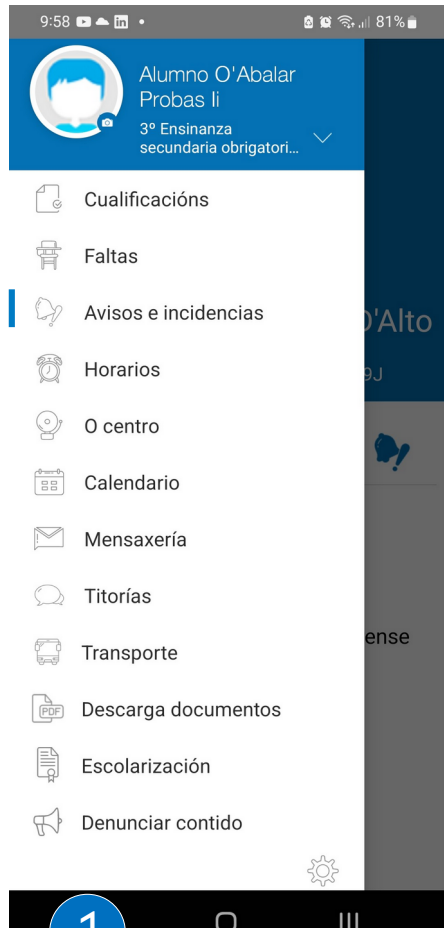 9:58
81%
Alumno O'Abalar
Probas Ii
3º Ensinanza
secundaria obrigatori...
Cualificacións
Faltas
Avisos e incidencias
O'Alto
Horarios
9J
O centro
Calendario
Mensaxería
Titorías
ense
Transporte
PDF
Descarga documentos
Escolarización
Denunciar contido
1